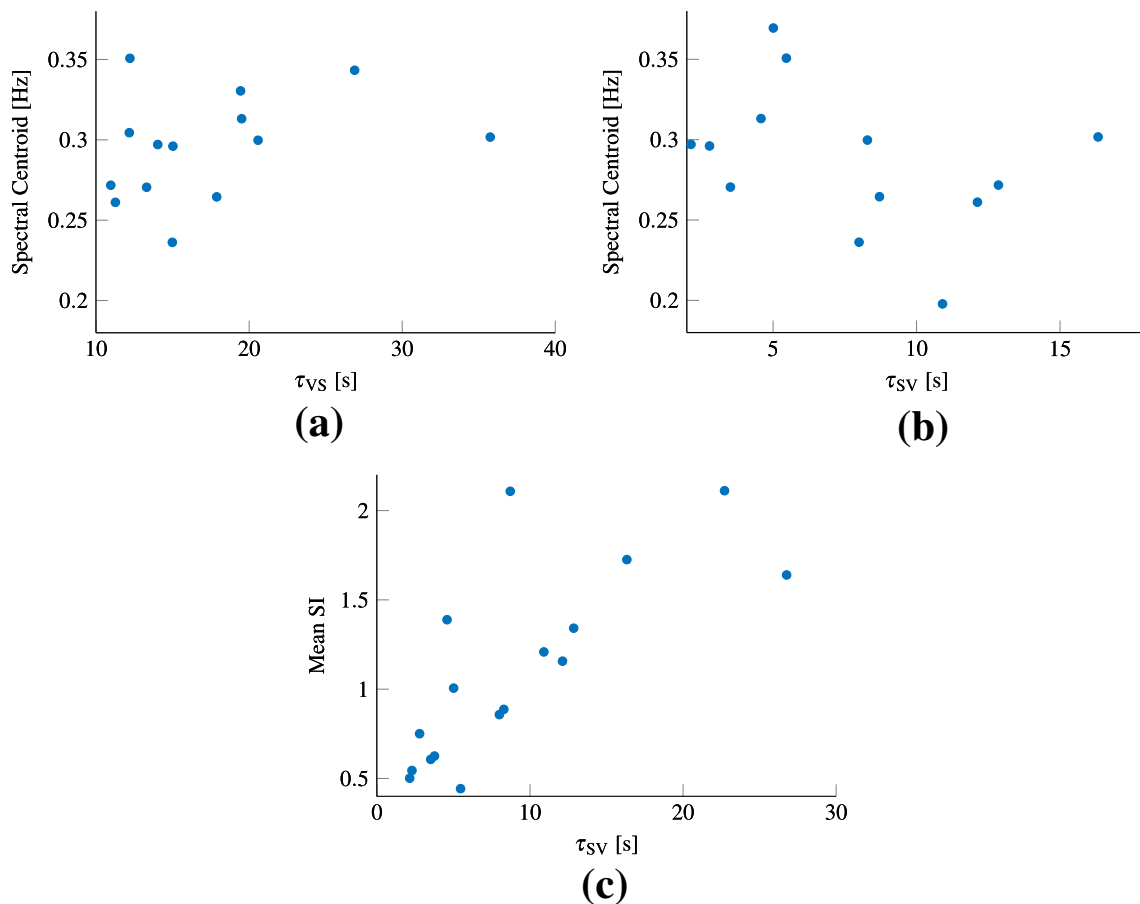 Spectral Centroid [Hz]
0.35
0.3
0.25
0.2
10 20 30 40
τVS [s]
(a)
Spectral Centroid [Hz]
0.35
0.3
0.25
0.2
5 10 15
τSV [s]
(b)
Mean SI
2
1.5
1
0.5
0 10 20 30
τSV [s]
(c)